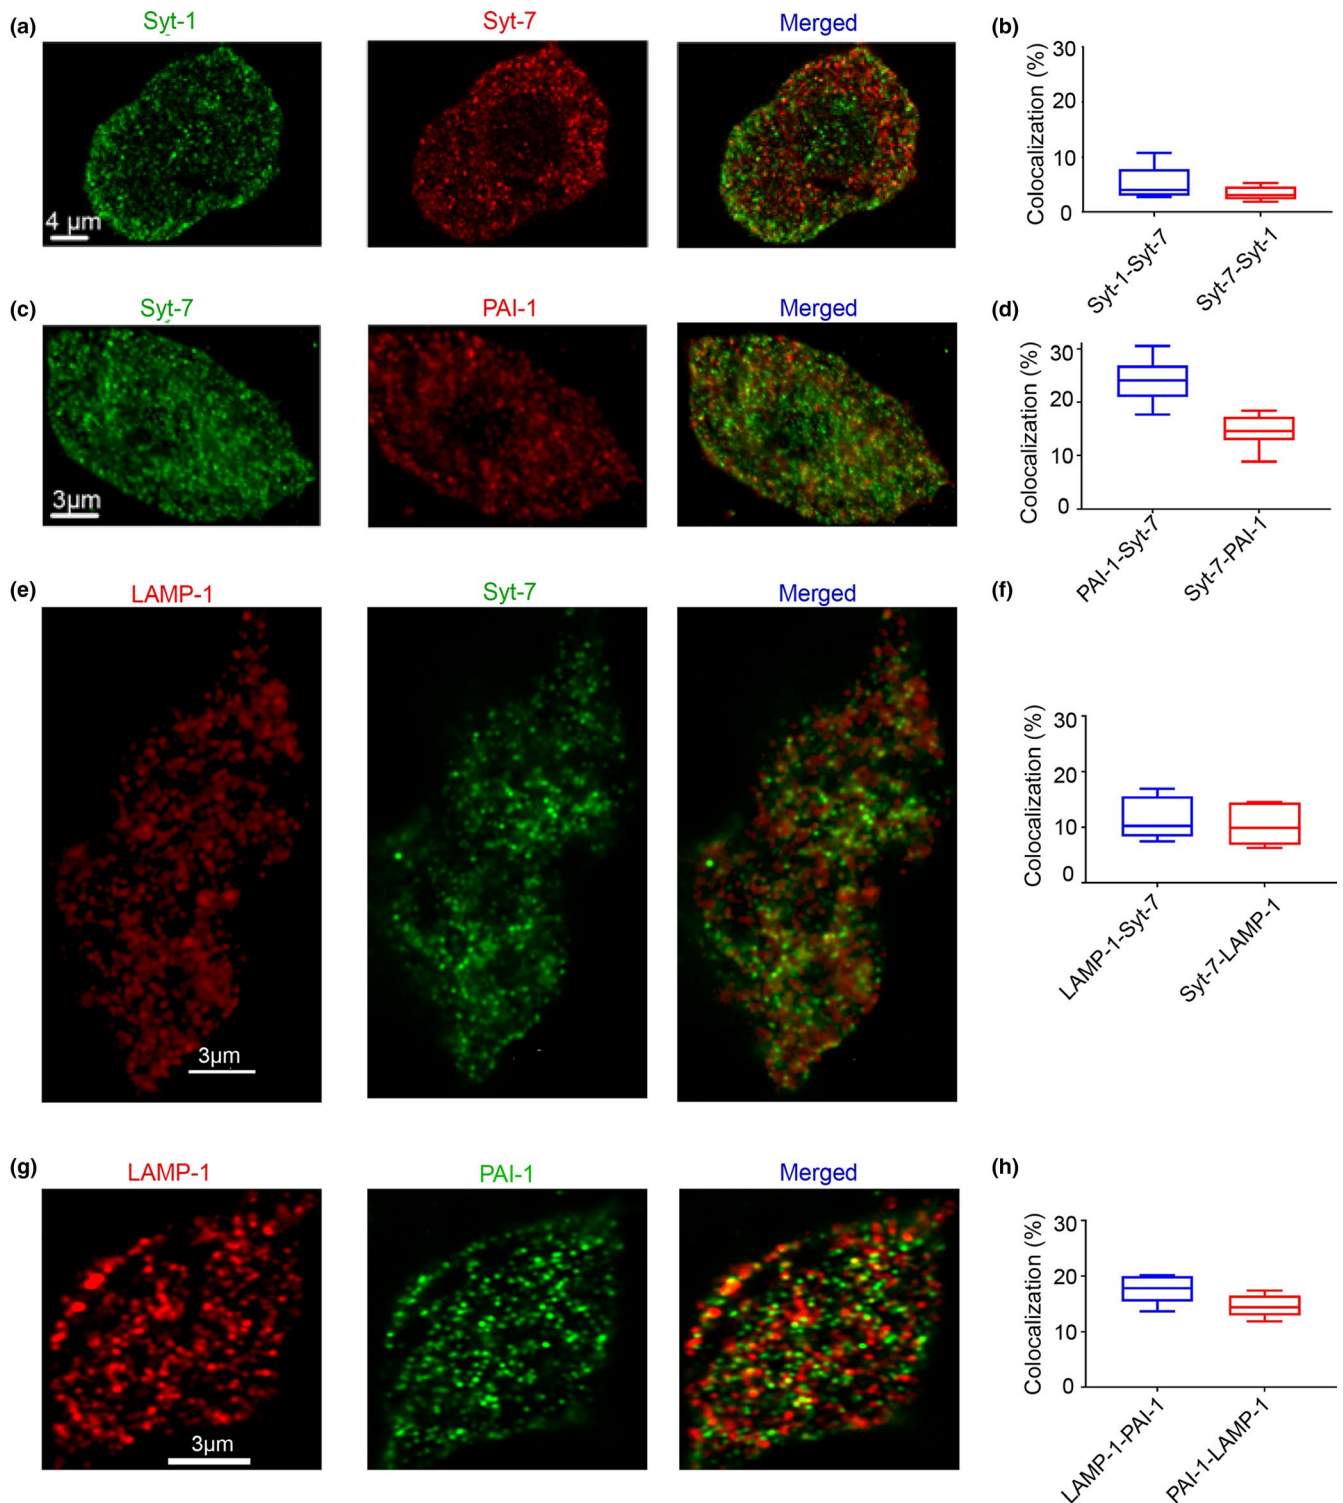 (a) Syt-1 Syt-7 Merged (b)
4 µm
Colocalization (%)
30
20
10
0
Syt-1-Syt-7 Syt-7-Syt-1
(c) Syt-7 PAI-1 Merged (d)
3µm
Colocalization (%)
30
20
10
0
PAI-1-Syt-7 Syt-7-PAI-1
(e) LAMP-1 Syt-7 Merged (f)
3µm
Colocalization (%)
30
20
10
0
LAMP-1-Syt-7 Syt-7-LAMP-1
(g) LAMP-1 PAI-1 Merged (h)
3µm
Colocalization (%)
30
20
10
0
LAMP-1-PAI-1 PAI-1-LAMP-1